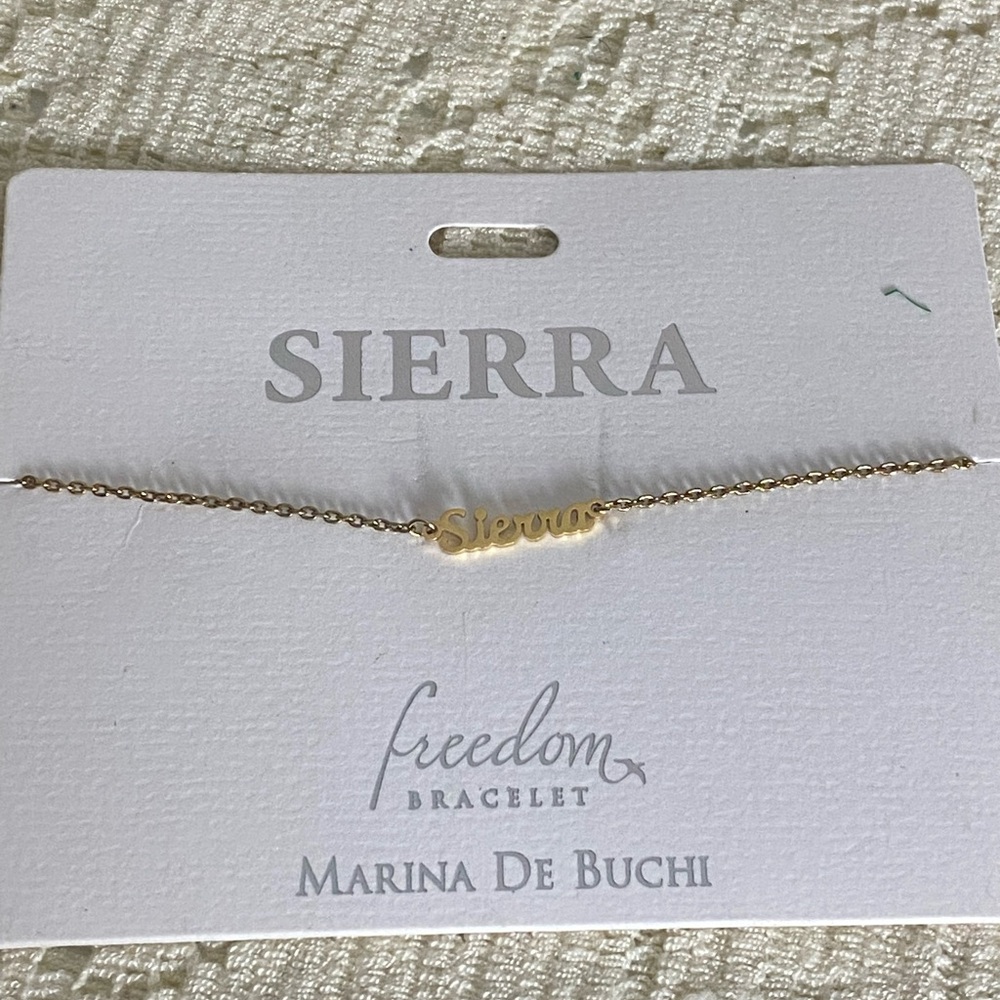 SIERRA
Sierra
freedom
BRACELET
MARINA DE BUCHI